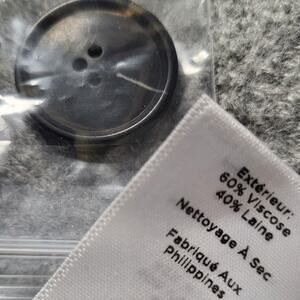 Extérieur:
60% Viscose
40% Laine
Nettoyage À Sec
Fabriqué Aux
Philippines